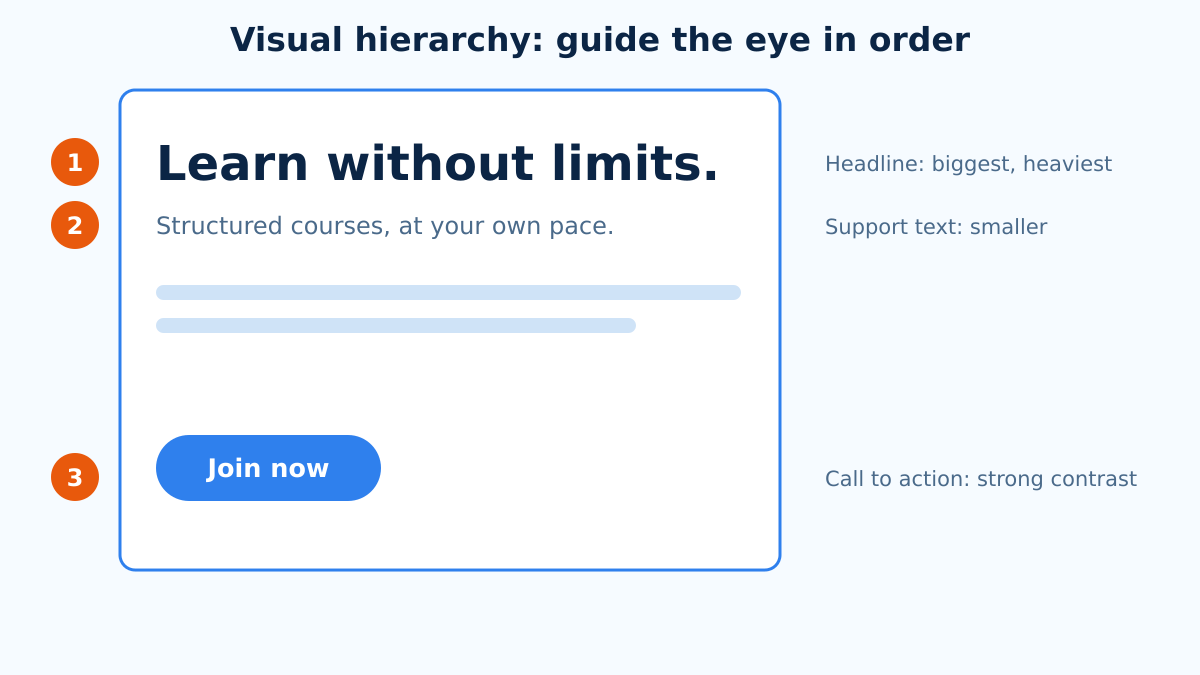 Visual hierarchy: guide the eye in order
1
Learn without limits.
Headline: biggest, heaviest
2
Structured courses, at your own pace.
Support text: smaller
3
Join now
Call to action: strong contrast